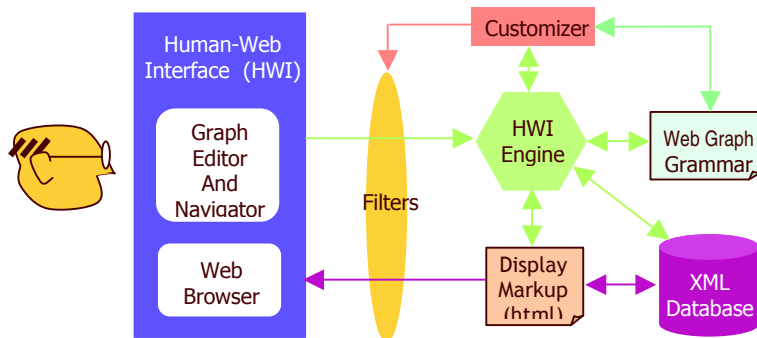 Human-Web
Interface (HWI)
Graph
Editor
And
Navigator
Web
Browser
Filters
Customizer
HWI
Engine
Web Graph
Grammar
Display
Markup
(html)
XML
Database